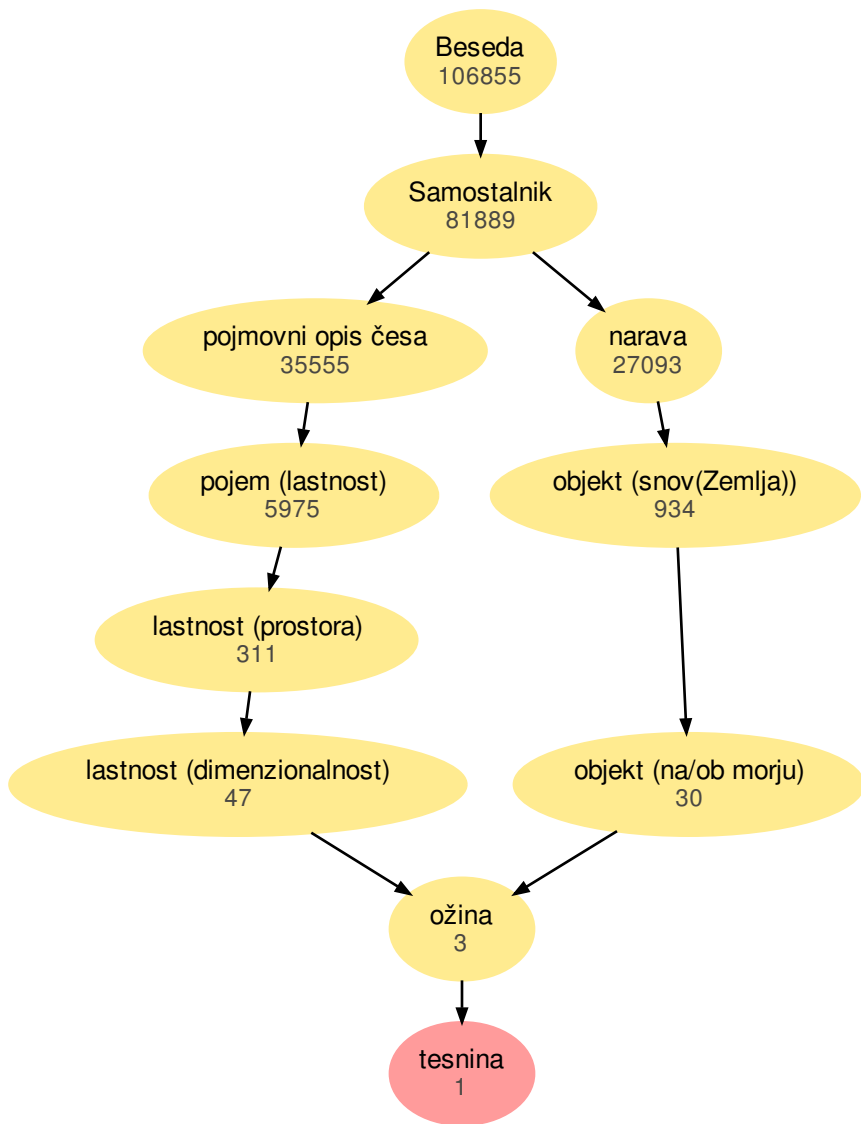 Beseda
106855
Samostalnik
81889
pojmovni opis česa
35555
narava
27093
pojem (lastnost)
5975
objekt (snov(Zemlja))
934
lastnost (prostora)
311
lastnost (dimenzionalnost)
47
objekt (na/ob morju)
30
ožina
3
tesnina
1